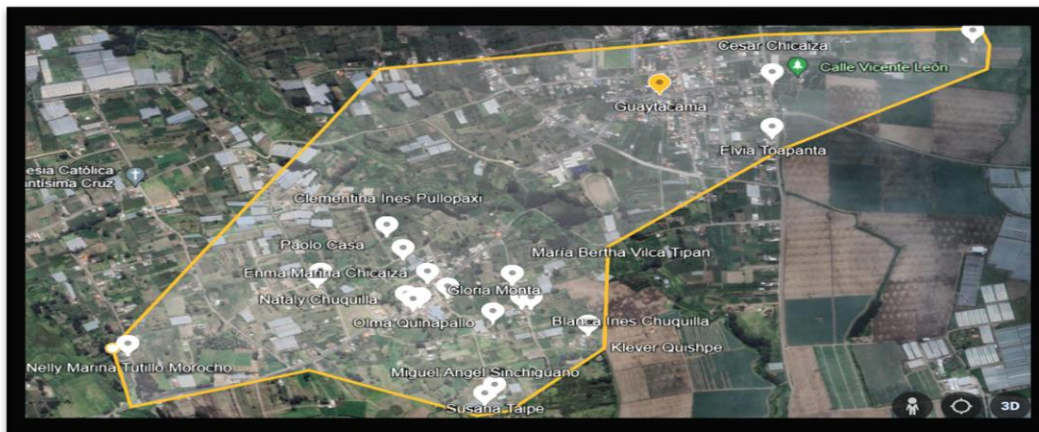 Cesar Chicaiza
Calle Vicente León
Guaytacama
Elvia Toapanta
esia Católica
ntísima Cruz
Clementina Ines Pullopaxi
Paolo Casa
María Bertha Vilca Tipan
Enma Marina Chicaiza
Gloria Monta
Nataly Chuquilla
Olma Quinapallo
Blanca Ines Chuquilla
Klever Quishpe
Nelly Marina Tutillo Morocho
Miguel Angel Sinchiguano
Susana Taipe
3D